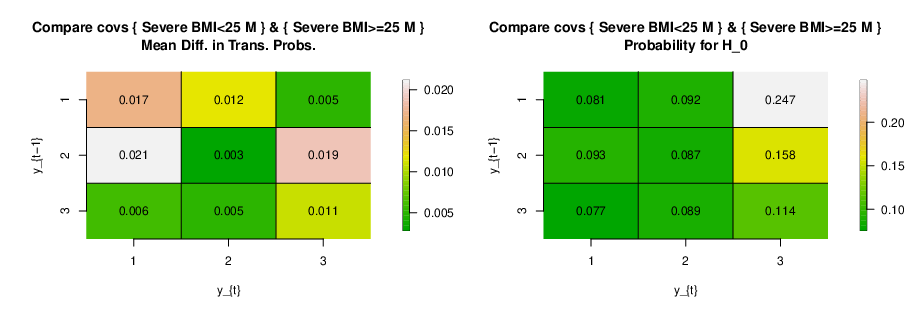 Compare covs { Severe BMI<25 M } & { Severe BMI>=25 M }
Mean Diff. in Trans. Probs.
0.017 0.012 0.005
0.021 0.003 0.019
0.006 0.005 0.011
1
2
3
y_{t−1}
1 2 3
y_{t}
0.020
0.015
0.010
0.005
Compare covs { Severe BMI<25 M } & { Severe BMI>=25 M }
Probability for H_0
0.081 0.092 0.247
0.093 0.087 0.158
0.077 0.089 0.114
1
2
3
y_{t−1}
1 2 3
y_{t}
0.20
0.15
0.10